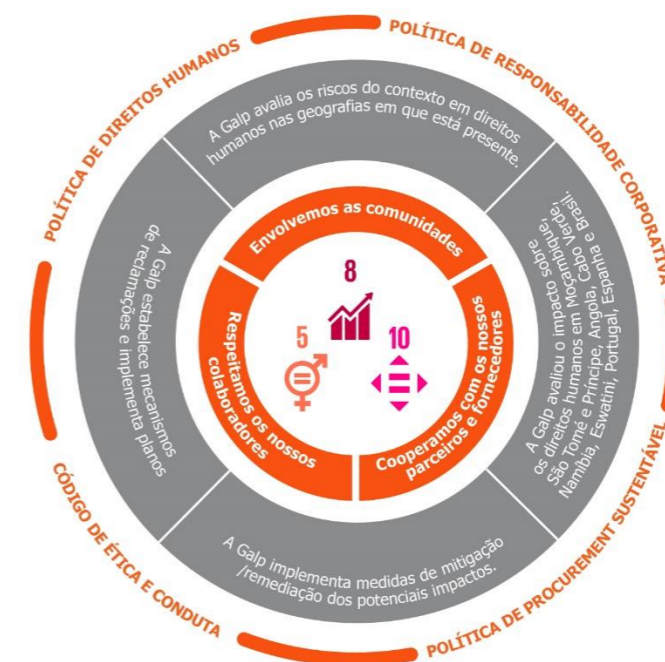 POLÍTICA DE DIREITOS HUMANOS
POLÍTICA DE RESPONSABILIDADE CORPORATIVA
A Galp avalia os riscos do contexto em direitos
humanos nas geografias em que está presente.
A Galp avaliou o impacto sobre
os direitos humanos em Moçambique,
São Tomé e Príncipe, Angola, Cabo Verde,
Namíbia, Eswatini, Portugal, Espanha e Brasil.
A Galp implementa medidas de mitigação
/remediação dos potenciais impactos.
A Galp estabelece mecanismos
de reclamações e implementa planos
Envolvemos as comunidades
Cooperamos com os nossos
parceiros e fornecedores
Respeitamos os nossos
colaboradores
8
5
10
CÓDIGO DE ÉTICA E CONDUTA
POLÍTICA DE PROCUREMENT SUSTENTÁVEL